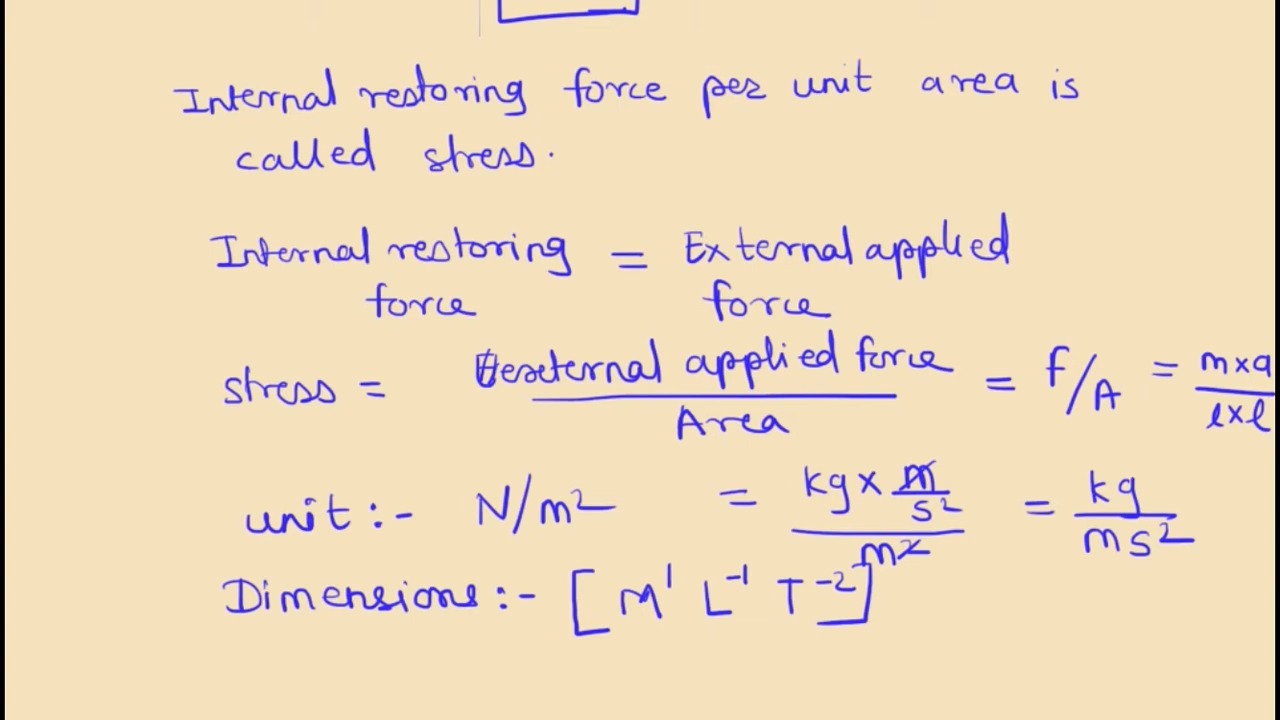 Internal restoring force per unit area is
called stress.
Internal restoring force = External applied force
stress = external applied force / Area = f/A = m×a / l×l
unit :- N/m² = kg × m/s² / m² = kg / ms²
Dimensions :- [M¹ L⁻¹ T⁻²]